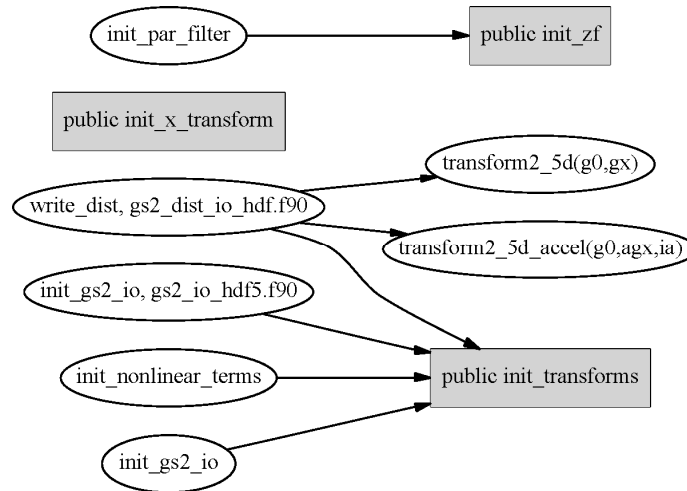 init_par_filter
public init_zf
public init_x_transform
transform2_5d(g0,gx)
write_dist, gs2_dist_io_hdf.f90
transform2_5d_accel(g0,agx,ia)
init_gs2_io, gs2_io_hdf5.f90
init_nonlinear_terms
public init_transforms
init_gs2_io